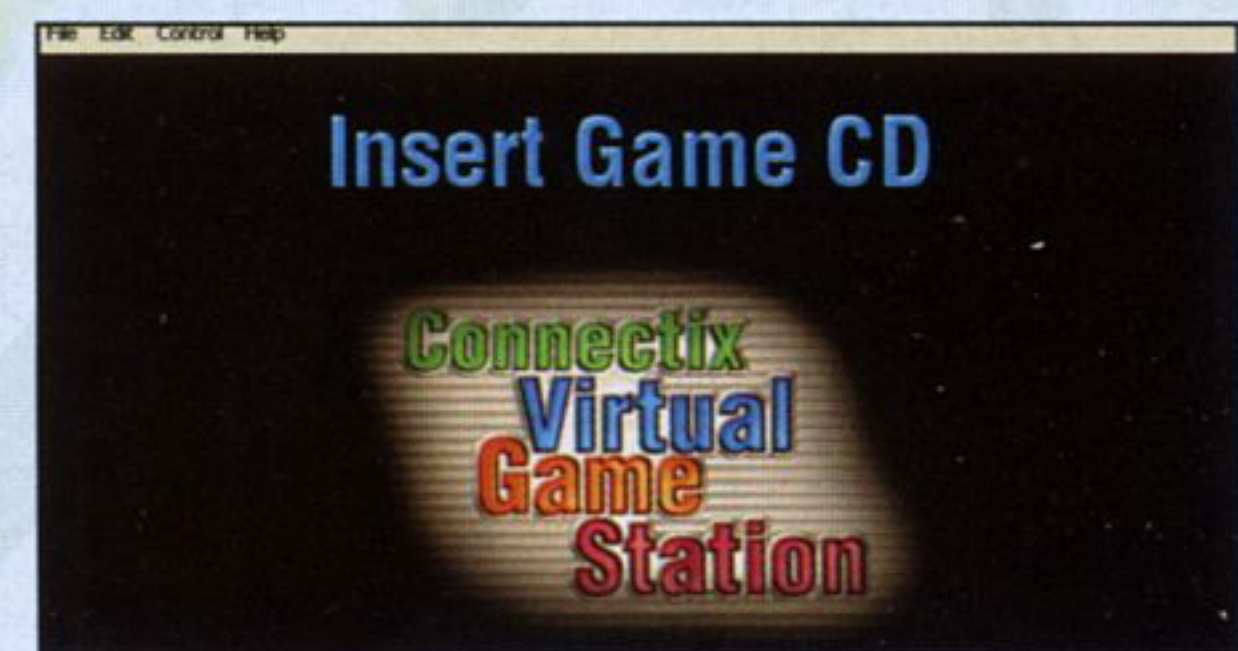 File Edit Control Help
Insert Game CD
Connectix
Virtual
Game
Station